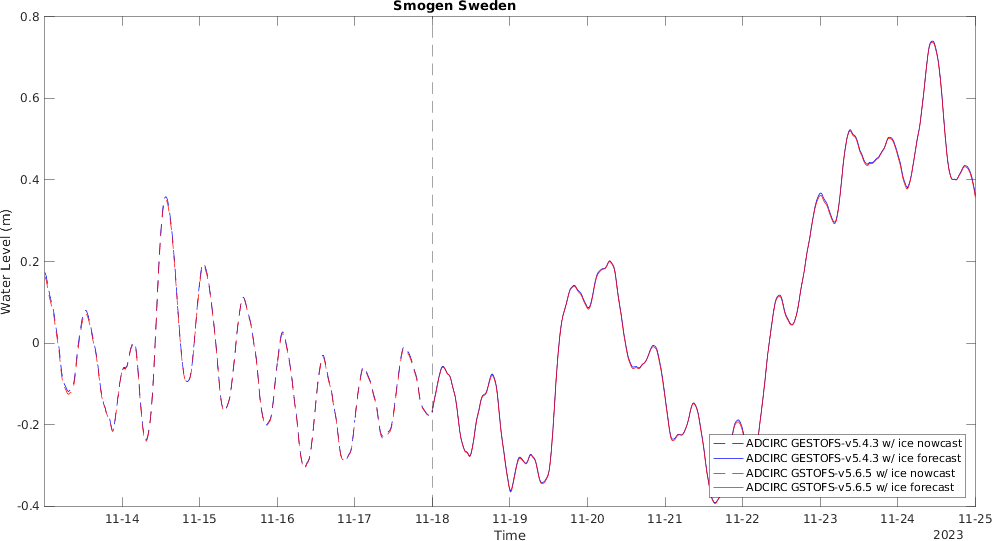 Smogen Sweden
0.8
0.6
0.4
0.2
0
-0.2
-0.4
Water Level (m)
ADCIRC GESTOFS-v5.4.3 w/ ice nowcast
ADCIRC GESTOFS-v5.4.3 w/ ice forecast
ADCIRC GSTOFS-v5.6.5 w/ ice nowcast
ADCIRC GSTOFS-v5.6.5 w/ ice forecast
11-14 11-15 11-16 11-17 11-18 11-19 11-20 11-21 11-22 11-23 11-24 11-25
Time
2023